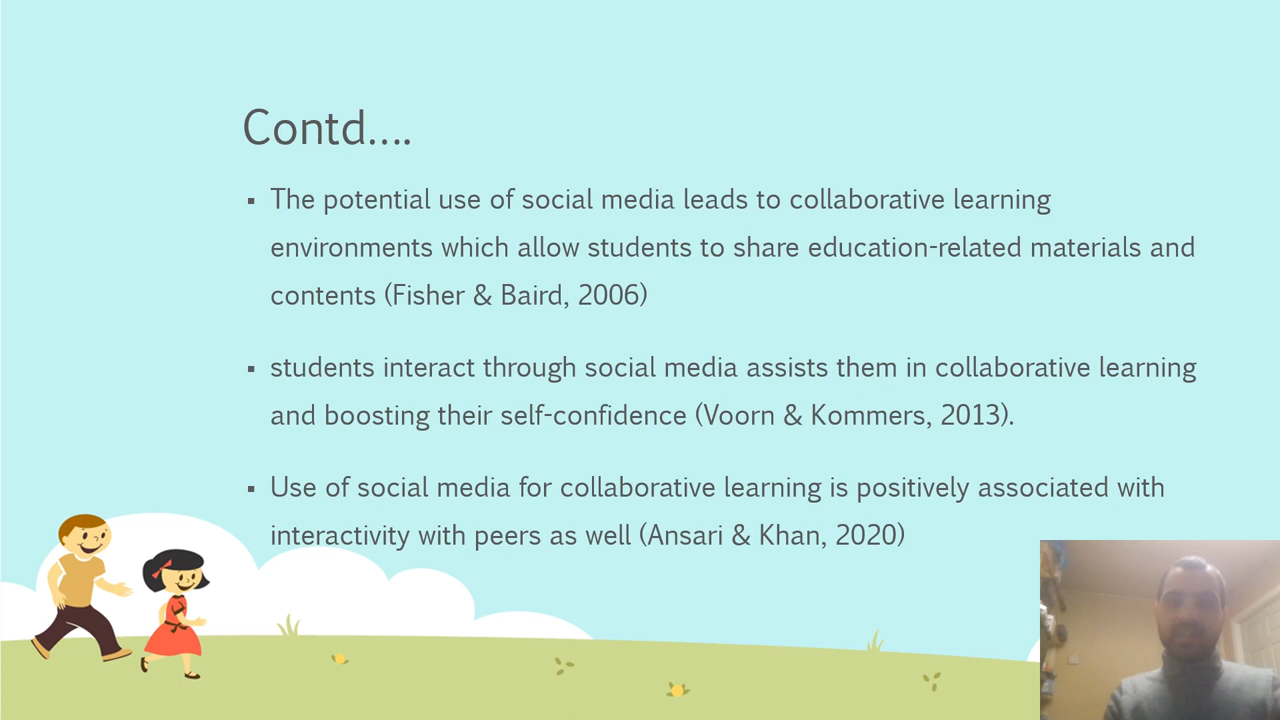 Contd....
▪ The potential use of social media leads to collaborative learning
environments which allow students to share education-related materials and
contents (Fisher & Baird, 2006)
▪ students interact through social media assists them in collaborative learning
and boosting their self-confidence (Voorn & Kommers, 2013).
▪ Use of social media for collaborative learning is positively associated with
interactivity with peers as well (Ansari & Khan, 2020)